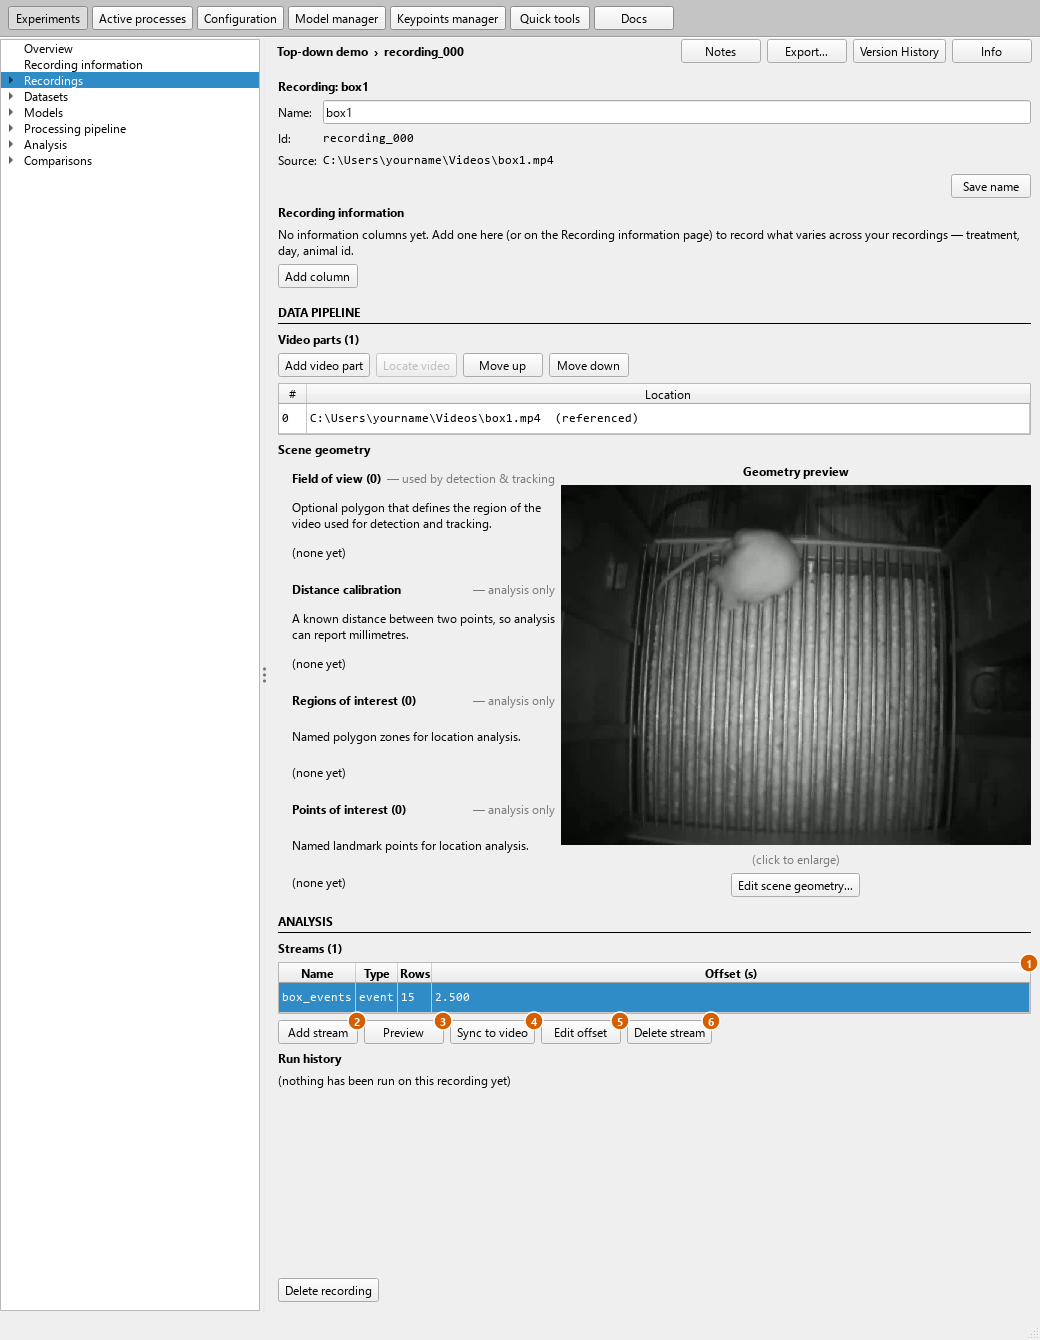 Experiments Active processes Configuration Model manager Keypoints manager Quick tools Docs
Overview
Recording information
Recordings
Datasets
Models
Processing pipeline
Analysis
Comparisons
Top-down demo › recording_000
Notes Export... Version History Info
Recording: box1
Name: box1
Id: recording_000
Source: C:\Users\yourname\Videos\box1.mp4
Save name
Recording information
No information columns yet. Add one here (or on the Recording information page) to record what varies across your recordings — treatment,
day, animal id.
Add column
DATA PIPELINE
Video parts (1)
Add video part Locate video Move up Move down
# Location
0 C:\Users\yourname\Videos\box1.mp4 (referenced)
Scene geometry
Field of view (0) — used by detection & tracking
Optional polygon that defines the region of the
video used for detection and tracking.
(none yet)
Distance calibration — analysis only
A known distance between two points, so analysis
can report millimetres.
(none yet)
Regions of interest (0) — analysis only
Named polygon zones for location analysis.
(none yet)
Points of interest (0) — analysis only
Named landmark points for location analysis.
(none yet)
Geometry preview
(click to enlarge)
Edit scene geometry...
ANALYSIS
Streams (1)
1
Name Type Rows Offset (s)
box_events event 15 2.500
2 3 4 5 6
Add stream Preview Sync to video Edit offset Delete stream
Run history
(nothing has been run on this recording yet)
Delete recording